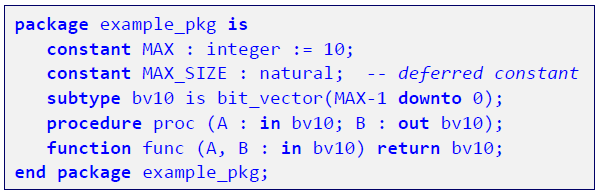 package example_pkg is
constant MAX : integer := 10;
constant MAX_SIZE : natural; -- deferred constant
subtype bv10 is bit_vector(MAX-1 downto 0);
procedure proc (A : in bv10; B : out bv10);
function func (A, B : in bv10) return bv10;
end package example_pkg;